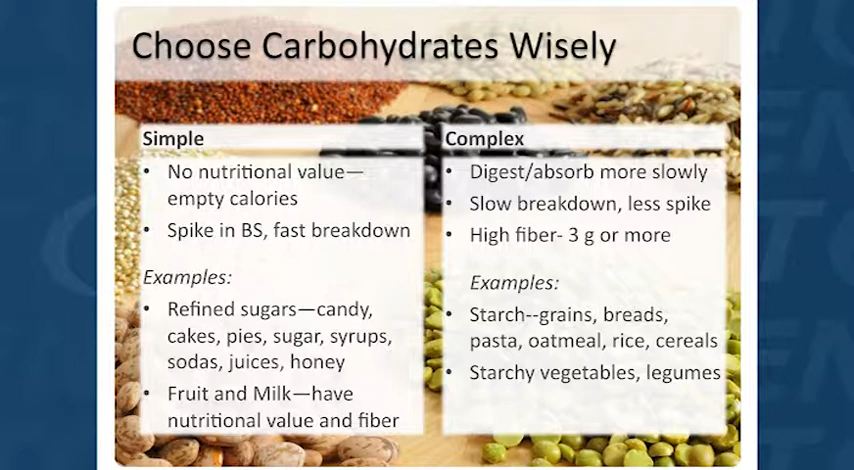 Choose Carbohydrates Wisely
Simple
• No nutritional value—
empty calories
• Spike in BS, fast breakdown
Examples:
• Refined sugars—candy,
cakes, pies, sugar, syrups,
sodas, juices, honey
• Fruit and Milk—have
nutritional value and fiber
Complex
• Digest/absorb more slowly
• Slow breakdown, less spike
• High fiber- 3 g or more
Examples:
• Starch--grains, breads,
pasta, oatmeal, rice, cereals
• Starchy vegetables, legumes